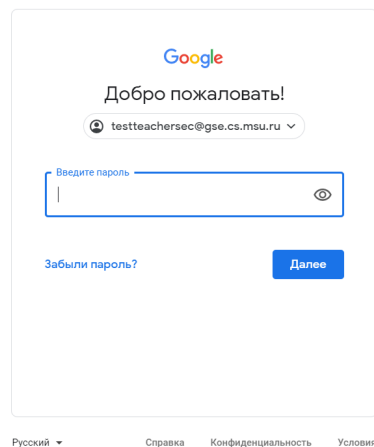 Google
Добро пожаловать!
testteachersec@gse.cs.msu.ru
Введите пароль
Забыли пароль?
Далее
Русский Справка Конфиденциальность Условия